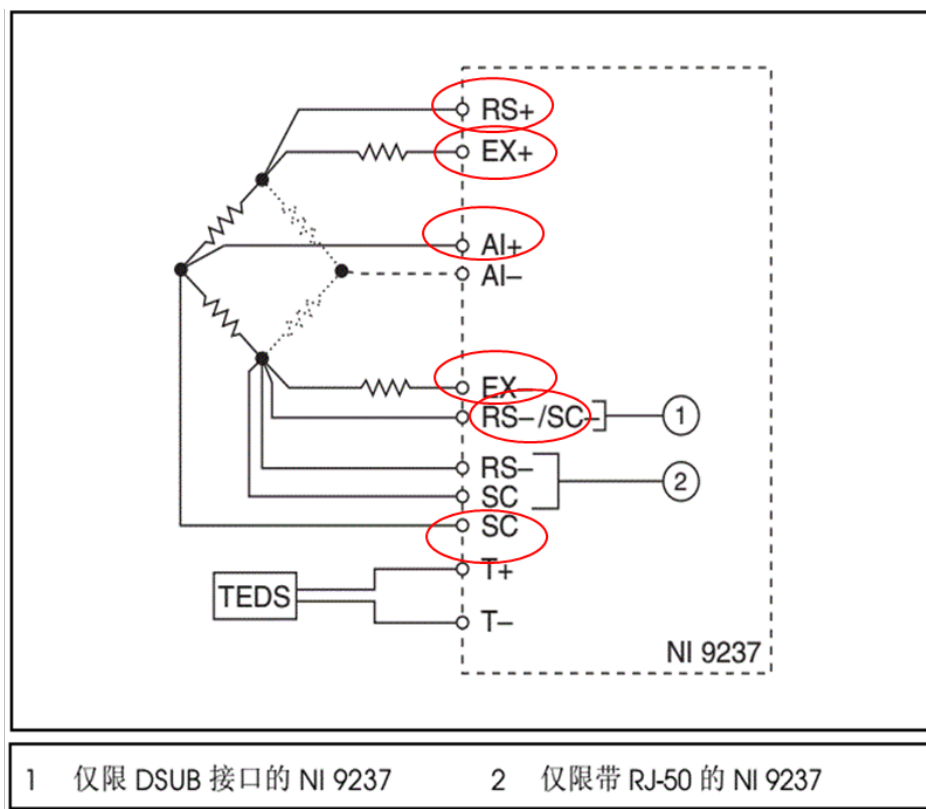 RS+
EX+
AI+
AI–
EX
RS–/SC–
1
RS–
2
SC
SC
T+
TEDS
T–
NI 9237
1 仅限 DSUB 接口的 NI 9237 2 仅限带 RJ-50 的 NI 9237